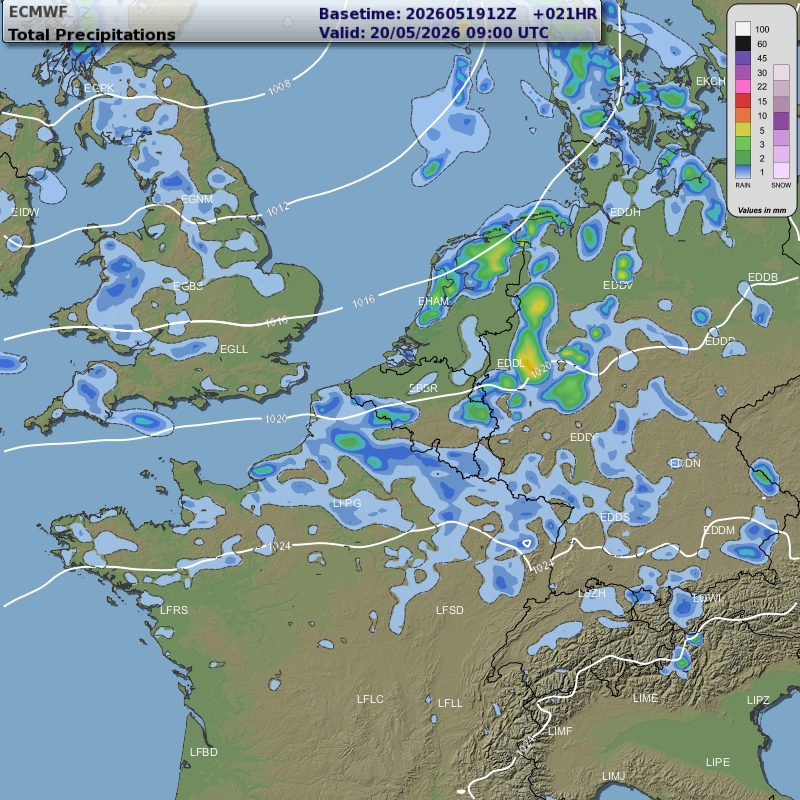 ECMWF
Basetime: 2026051912Z +021HR
Total Precipitations
Valid: 20/05/2026 09:00 UTC
100
60
45
30
22
15
10
5
3
2
1
RAIN SNOW
Values in mm
EGPK
EKCH
1008
EIDW
EGNM
1012
EDDH
EGBB
EDDV
EDDB
1016
EHAM
1016
EGLL
EDDP
EDDL
1020
EBBR
1020
EDDF
EDDN
LFPG
EDDS
EDDM
1024
1024
LSZH
LOWI
LFRS
LFSD
LFLC
LFLL
LIME
LIPZ
LIMF
1024
LFBD
LIPE
LIMJ